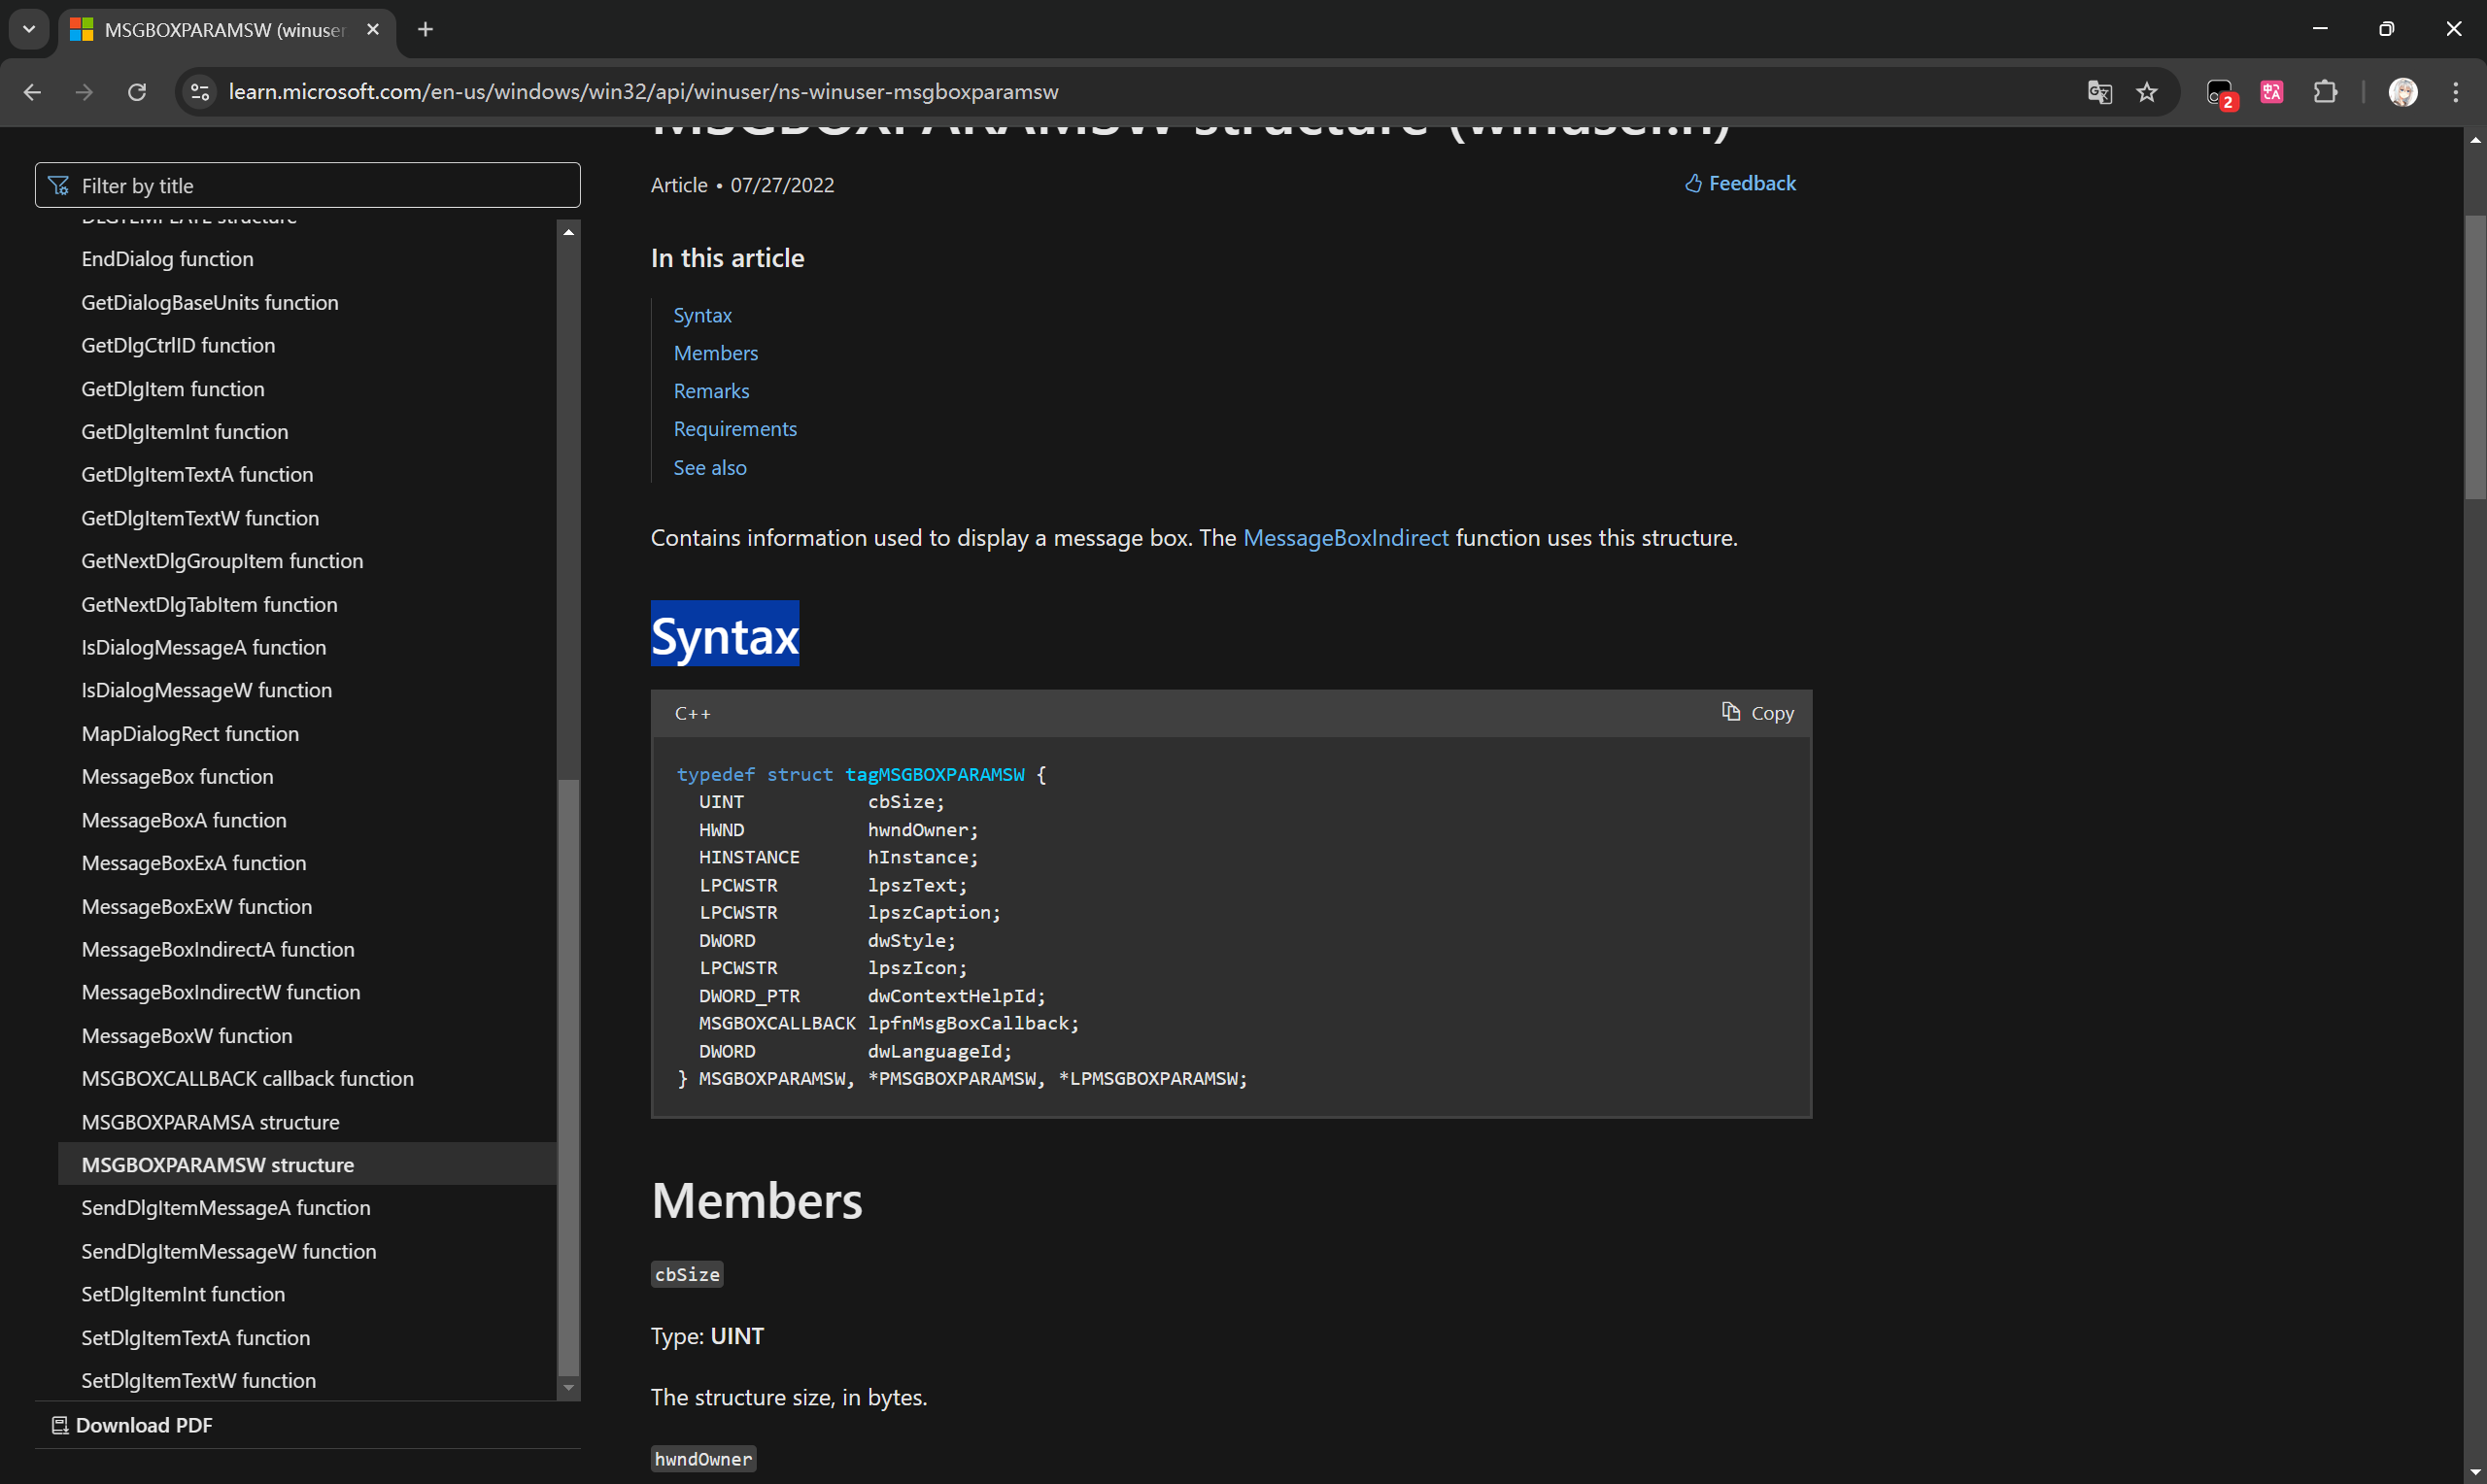 MSGBOXPARAMSW (winuser
learn.microsoft.com/en-us/windows/win32/api/winuser/ns-winuser-msgboxparamsw
2
Filter by title
DLGTEMPLATE structure
EndDialog function
GetDialogBaseUnits function
GetDlgCtrlID function
GetDlgItem function
GetDlgItemInt function
GetDlgItemTextA function
GetDlgItemTextW function
GetNextDlgGroupItem function
GetNextDlgTabItem function
IsDialogMessageA function
IsDialogMessageW function
MapDialogRect function
MessageBox function
MessageBoxA function
MessageBoxExA function
MessageBoxExW function
MessageBoxIndirectA function
MessageBoxIndirectW function
MessageBoxW function
MSGBOXCALLBACK callback function
MSGBOXPARAMSA structure
MSGBOXPARAMSW structure
SendDlgItemMessageA function
SendDlgItemMessageW function
SetDlgItemInt function
SetDlgItemTextA function
SetDlgItemTextW function
Download PDF
MSGBOXPARAMSW structure (winuser.h)
Article • 07/27/2022
Feedback
In this article
Syntax
Members
Remarks
Requirements
See also
Contains information used to display a message box. The MessageBoxIndirect function uses this structure.
Syntax
C++
Copy
typedef struct tagMSGBOXPARAMSW {
  UINT           cbSize;
  HWND           hwndOwner;
  HINSTANCE      hInstance;
  LPCWSTR        lpszText;
  LPCWSTR        lpszCaption;
  DWORD          dwStyle;
  LPCWSTR        lpszIcon;
  DWORD_PTR      dwContextHelpId;
  MSGBOXCALLBACK lpfnMsgBoxCallback;
  DWORD          dwLanguageId;
} MSGBOXPARAMSW, *PMSGBOXPARAMSW, *LPMSGBOXPARAMSW;
Members
cbSize
Type: UINT
The structure size, in bytes.
hwndOwner